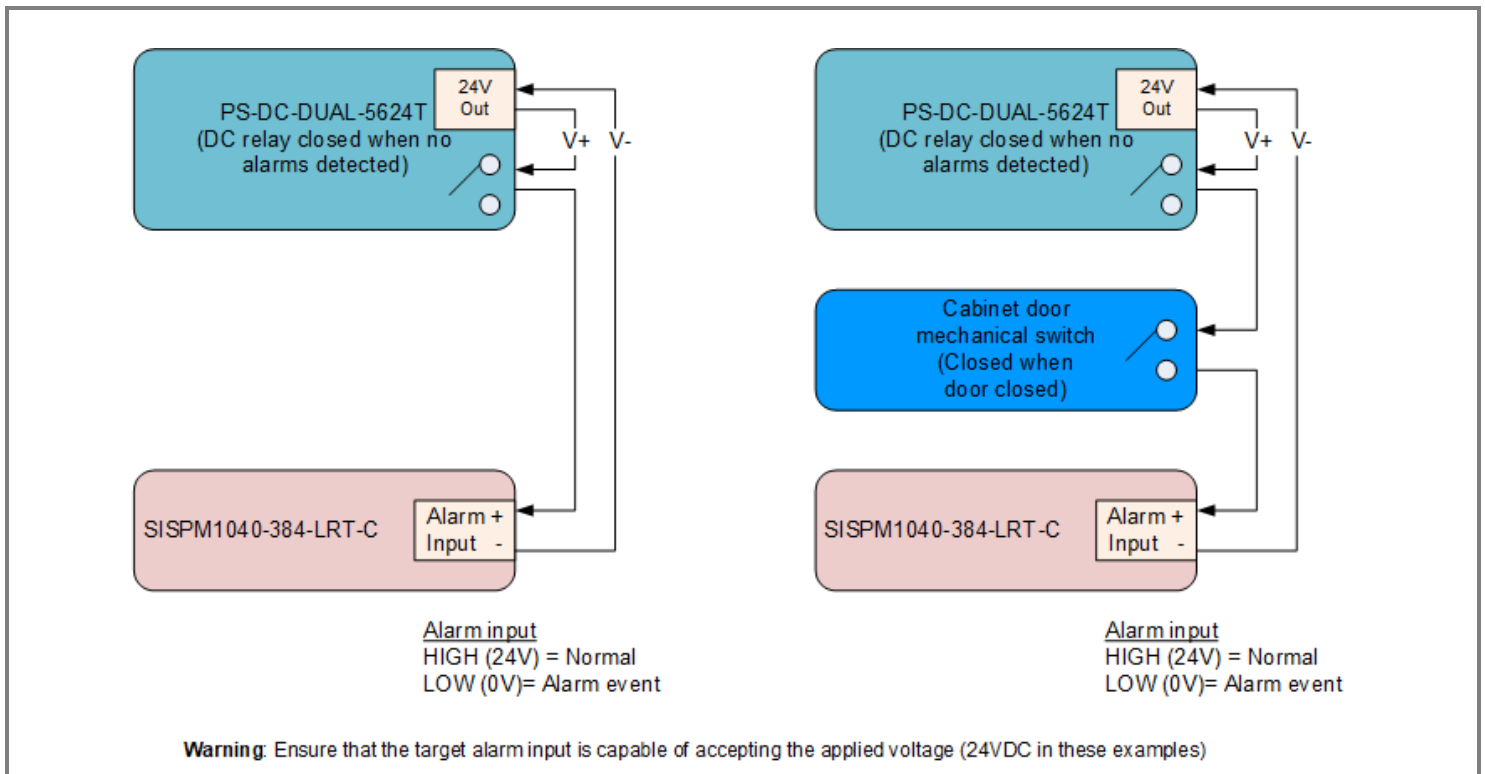 24V
Out
PS-DC-DUAL-5624T
(DC relay closed when no
alarms detected)
V+ V-
SISPM1040-384-LRT-C
Alarm +
Input -
Alarm input
HIGH (24V) = Normal
LOW (0V)= Alarm event
24V
Out
PS-DC-DUAL-5624T
(DC relay closed when no
alarms detected)
V+ V-
Cabinet door
mechanical switch
(Closed when
door closed)
SISPM1040-384-LRT-C
Alarm +
Input -
Alarm input
HIGH (24V) = Normal
LOW (0V)= Alarm event
Warning: Ensure that the target alarm input is capable of accepting the applied voltage (24VDC in these examples)